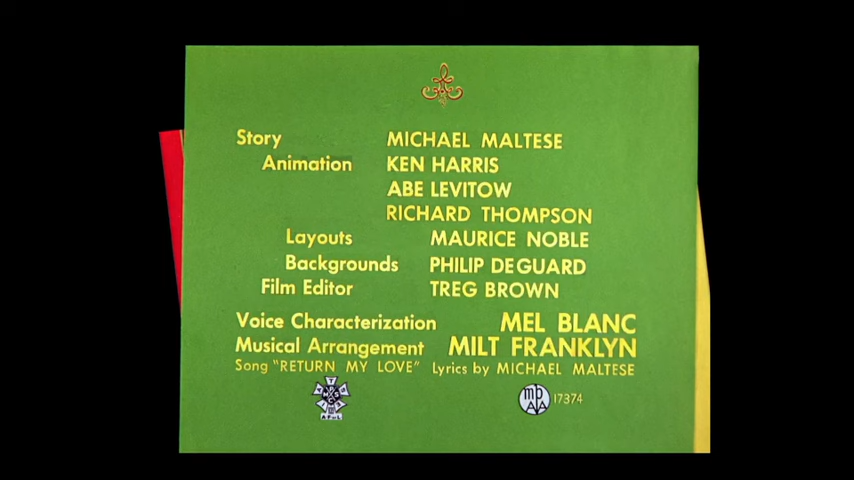 Story MICHAEL MALTESE
Animation KEN HARRIS
ABE LEVITOW
RICHARD THOMPSON
Layouts MAURICE NOBLE
Backgrounds PHILIP DEGUARD
Film Editor TREG BROWN
Voice Characterization MEL BLANC
Musical Arrangement MILT FRANKLYN
Song "RETURN MY LOVE" Lyrics by MICHAEL MALTESE
17374